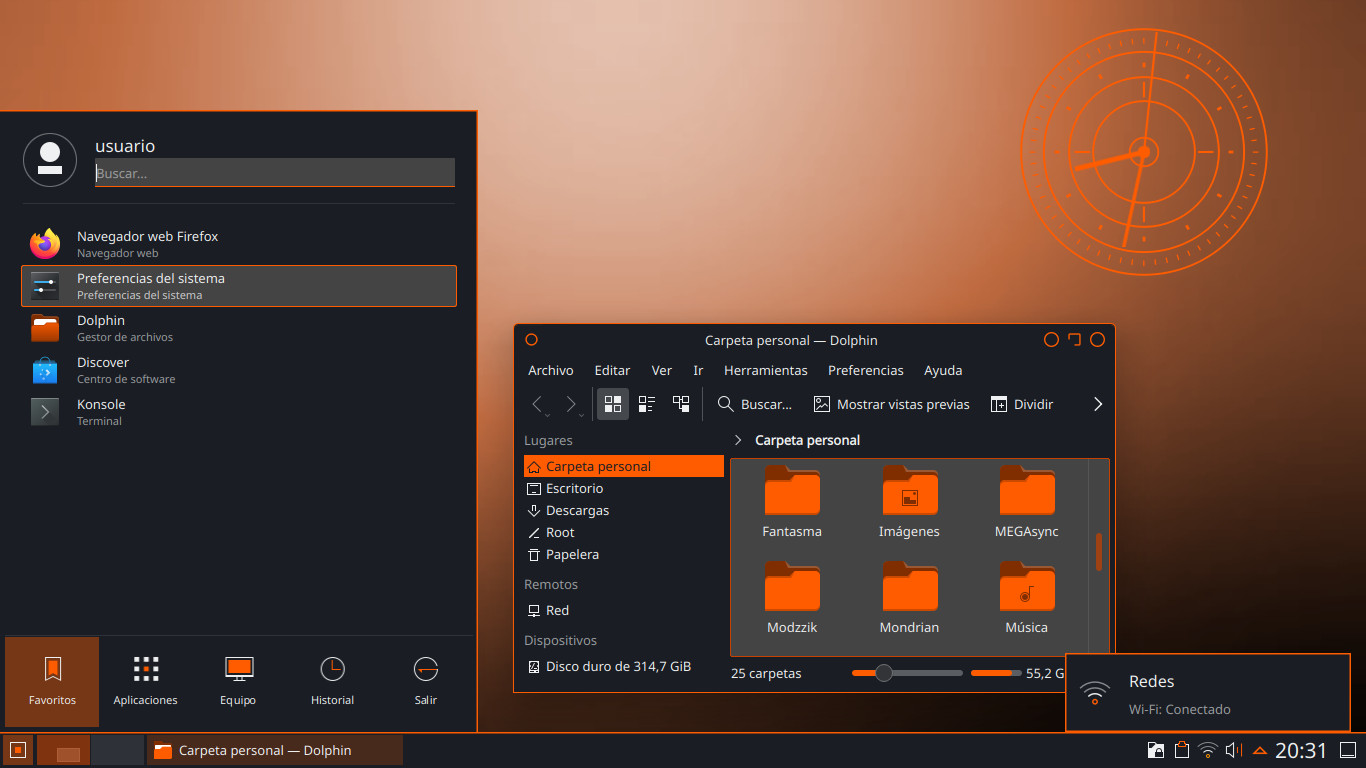 usuario
Buscar...
Navegador web Firefox
Navegador web
Preferencias del sistema
Preferencias del sistema
Dolphin
Gestor de archivos
Discover
Centro de software
Konsole
Terminal
Favoritos
Aplicaciones
Equipo
Historial
Salir
Carpeta personal — Dolphin
Archivo Editar Ver Ir Herramientas Preferencias Ayuda
Buscar... Mostrar vistas previas Dividir
Lugares
Carpeta personal
Escritorio
Descargas
Root
Papelera
Remotos
Red
Dispositivos
Disco duro de 314,7 GiB
Carpeta personal
Fantasma Imágenes MEGAsync
Modzzik Mondrian Música
25 carpetas 55,2 G
Redes
Wi-Fi: Conectado
Carpeta personal — Dolphin
20:31